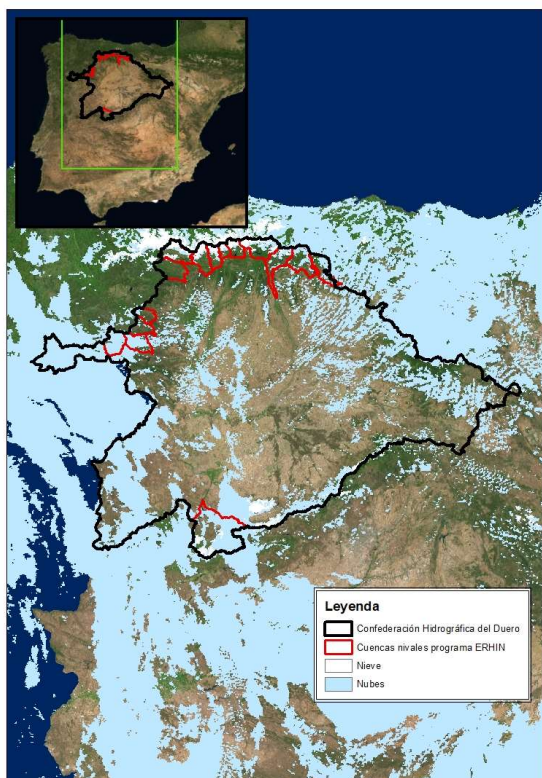 Leyenda
Confederación Hidrográfica del Duero
Cuencas nivales programa ERHIN
Nieve
Nubes